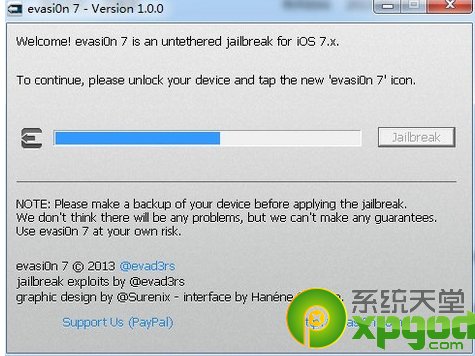 evasi0n 7 - Version 1.0.0
Welcome! evasi0n 7 is an untethered jailbreak for iOS 7.x.
To continue, please unlock your device and tap the new 'evasi0n 7' icon.
Jailbreak
NOTE: Please make a backup of your device before applying the jailbreak.
We don't think there will be any problems, but we can't make any guarantees.
Use evasi0n 7 at your own risk.
evasi0n 7 © 2013 @evad3rs
jailbreak exploits by @evad3rs
graphic design by @Surenix - interface by Hanéne
Support Us (PayPal)
系统天堂
xpgod